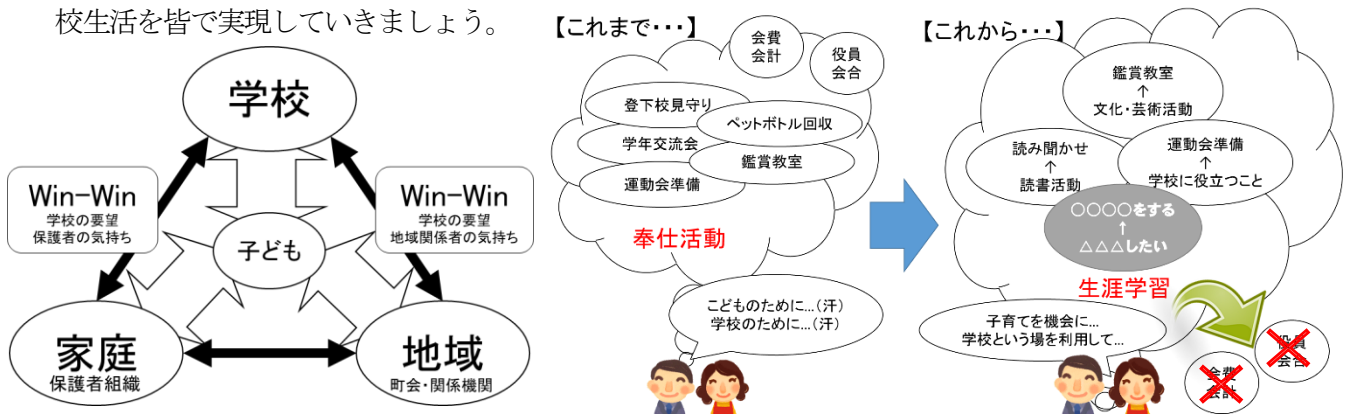 校生活を皆で実現していきましょう。
学校
Win-Win
学校の要望
保護者の気持ち
Win-Win
学校の要望
地域関係者の気持ち
子ども
家庭
保護者組織
地域
町会・関係機関
【これまで・・・】
会費
会計
役員
会合
登下校見守り
ペットボトル回収
学年交流会
鑑賞教室
運動会準備
奉仕活動
こどものために...(汗)
学校のために...(汗)
【これから・・・】
鑑賞教室
↑
文化・芸術活動
読み聞かせ
↑
読書活動
運動会準備
↑
学校に役立つこと
○○○○をする
↑
△△△したい
生涯学習
子育てを機会に...
学校という場を利用して...
役員
会合
会費
会計